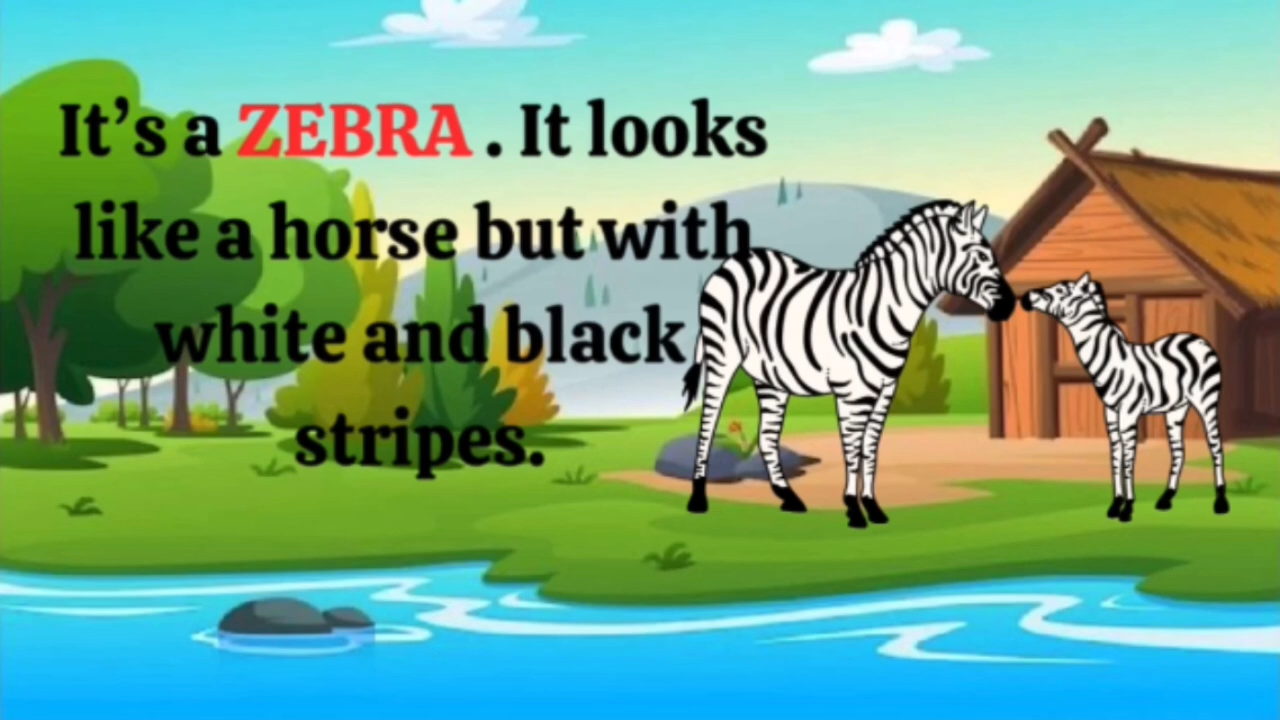 It’s a ZEBRA . It looks
like a horse but with
white and black
stripes.